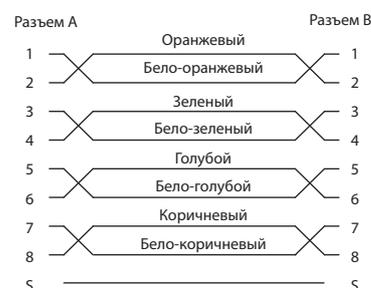 Разъем A Разъем B
Оранжевый
1 1
Бело-оранжевый
2 2
Зеленый
3 3
Бело-зеленый
4 4
Голубой
5 5
Бело-голубой
6 6
Коричневый
7 7
Бело-коричневый
8 8
S S